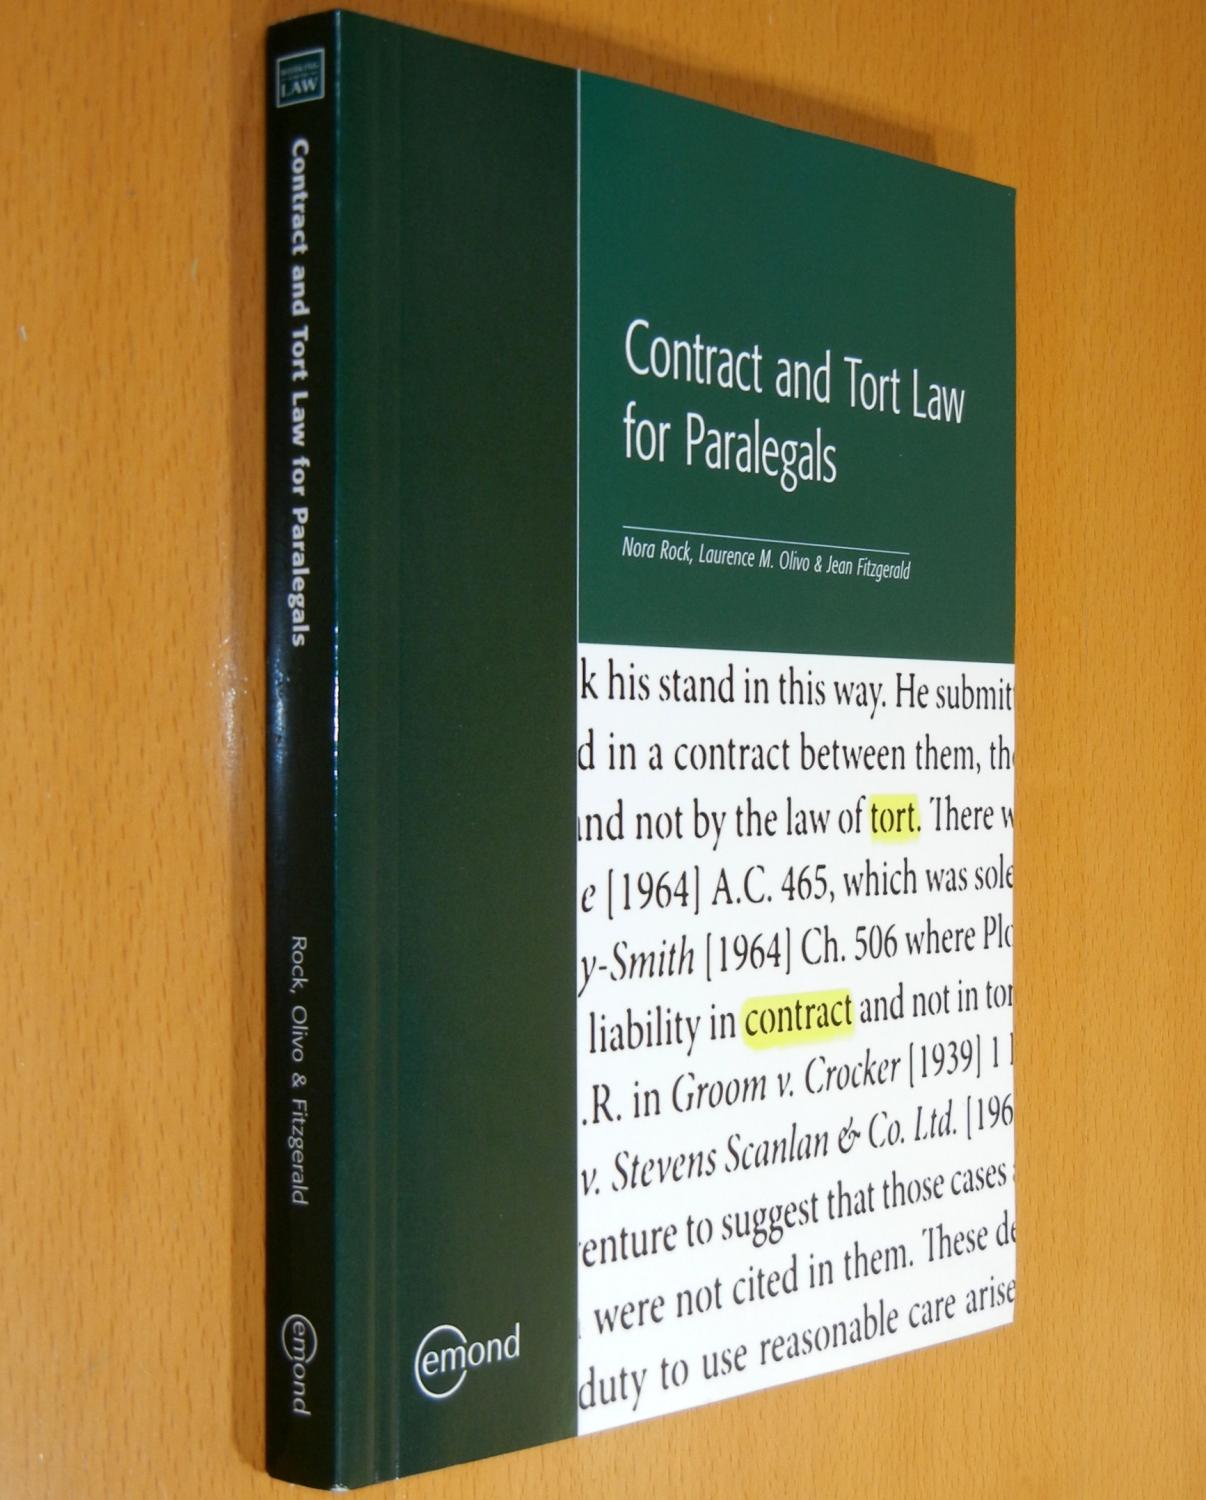 WORKING
LAW
Contract and Tort Law for Paralegals
Rock, Olivo & Fitzgerald
emond
Contract and Tort Law
for Paralegals
Nora Rock, Laurence M. Olivo & Jean Fitzgerald
k his stand in this way. He submit
d in a contract between them, the
and not by the law of tort. There w
e [1964] A.C. 465, which was sole
y-Smith [1964] Ch. 506 where Plo
liability in contract and not in tor
.R. in Groom v. Crocker [1939] 1
v. Stevens Scanlan & Co. Ltd. [196
enture to suggest that those cases
were not cited in them. These de
duty to use reasonable care arise
emond